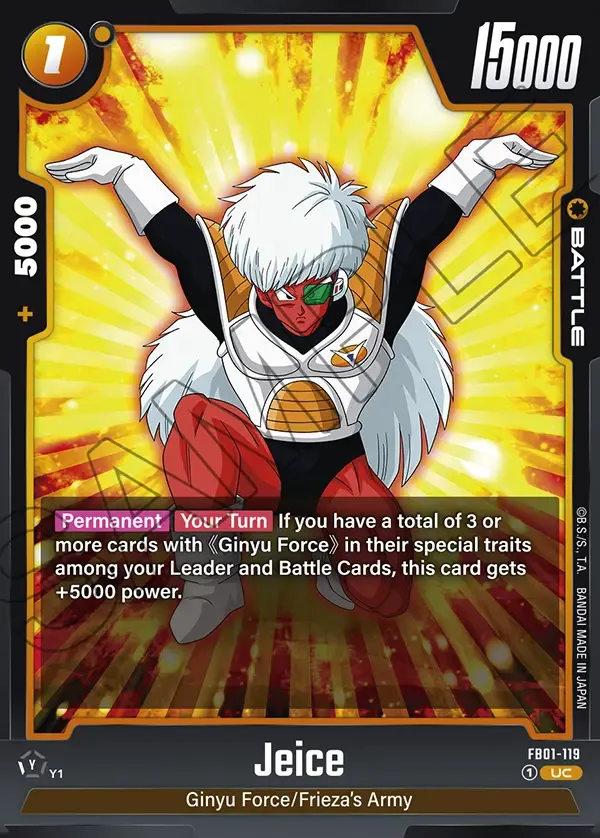 1
15000
+ 5000
BATTLE
SAMPLE
Permanent Your Turn If you have a total of 3 or
more cards with 《Ginyu Force》 in their special traits
among your Leader and Battle Cards, this card gets
+5000 power.
©B.S./S., T.A. BANDAI MADE IN JAPAN
Y Y1
Jeice
FB01-119
1 UC
Ginyu Force/Frieza's Army